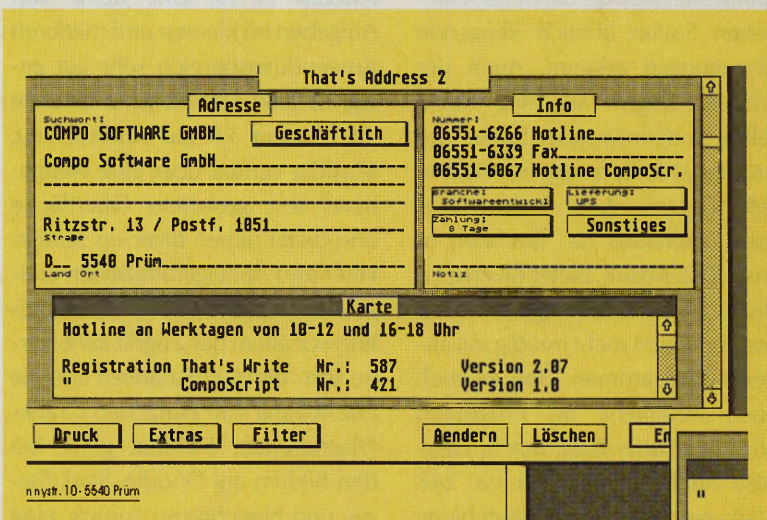 That's Address 2
Adresse
Suchwort:
COMPO SOFTWARE GMBH_
Geschäftlich
Compo Software GmbH
Ritzstr. 13 / Postf. 1051
Straße
D__ 5540 Prüm
Land Ort
Info
Nummer:
06551-6266 Hotline
06551-6339 Fax
06551-6067 Hotline CompoScr.
Branche:
Softwareentwickl
Lieferung:
UPS
Zahlung:
8 Tage
Sonstiges
Notiz
Karte
Hotline an Werktagen von 10-12 und 16-18 Uhr
Registration That's Write Nr.: 587 Version 2.07
" CompoScript Nr.: 421 Version 1.0
Druck Extras Filter Aendern Löschen En
nnystr. 10 - 5540 Prüm
"